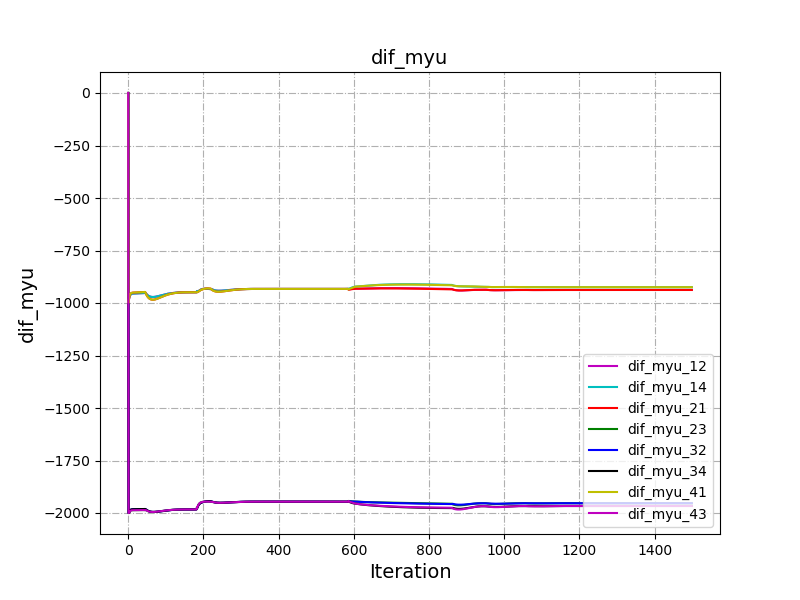 dif_myu
dif_myu
0
−250
−500
−750
−1000
−1250
−1500
−1750
−2000
dif_myu_12
dif_myu_14
dif_myu_21
dif_myu_23
dif_myu_32
dif_myu_34
dif_myu_41
dif_myu_43
0 200 400 600 800 1000 1200 1400
Iteration